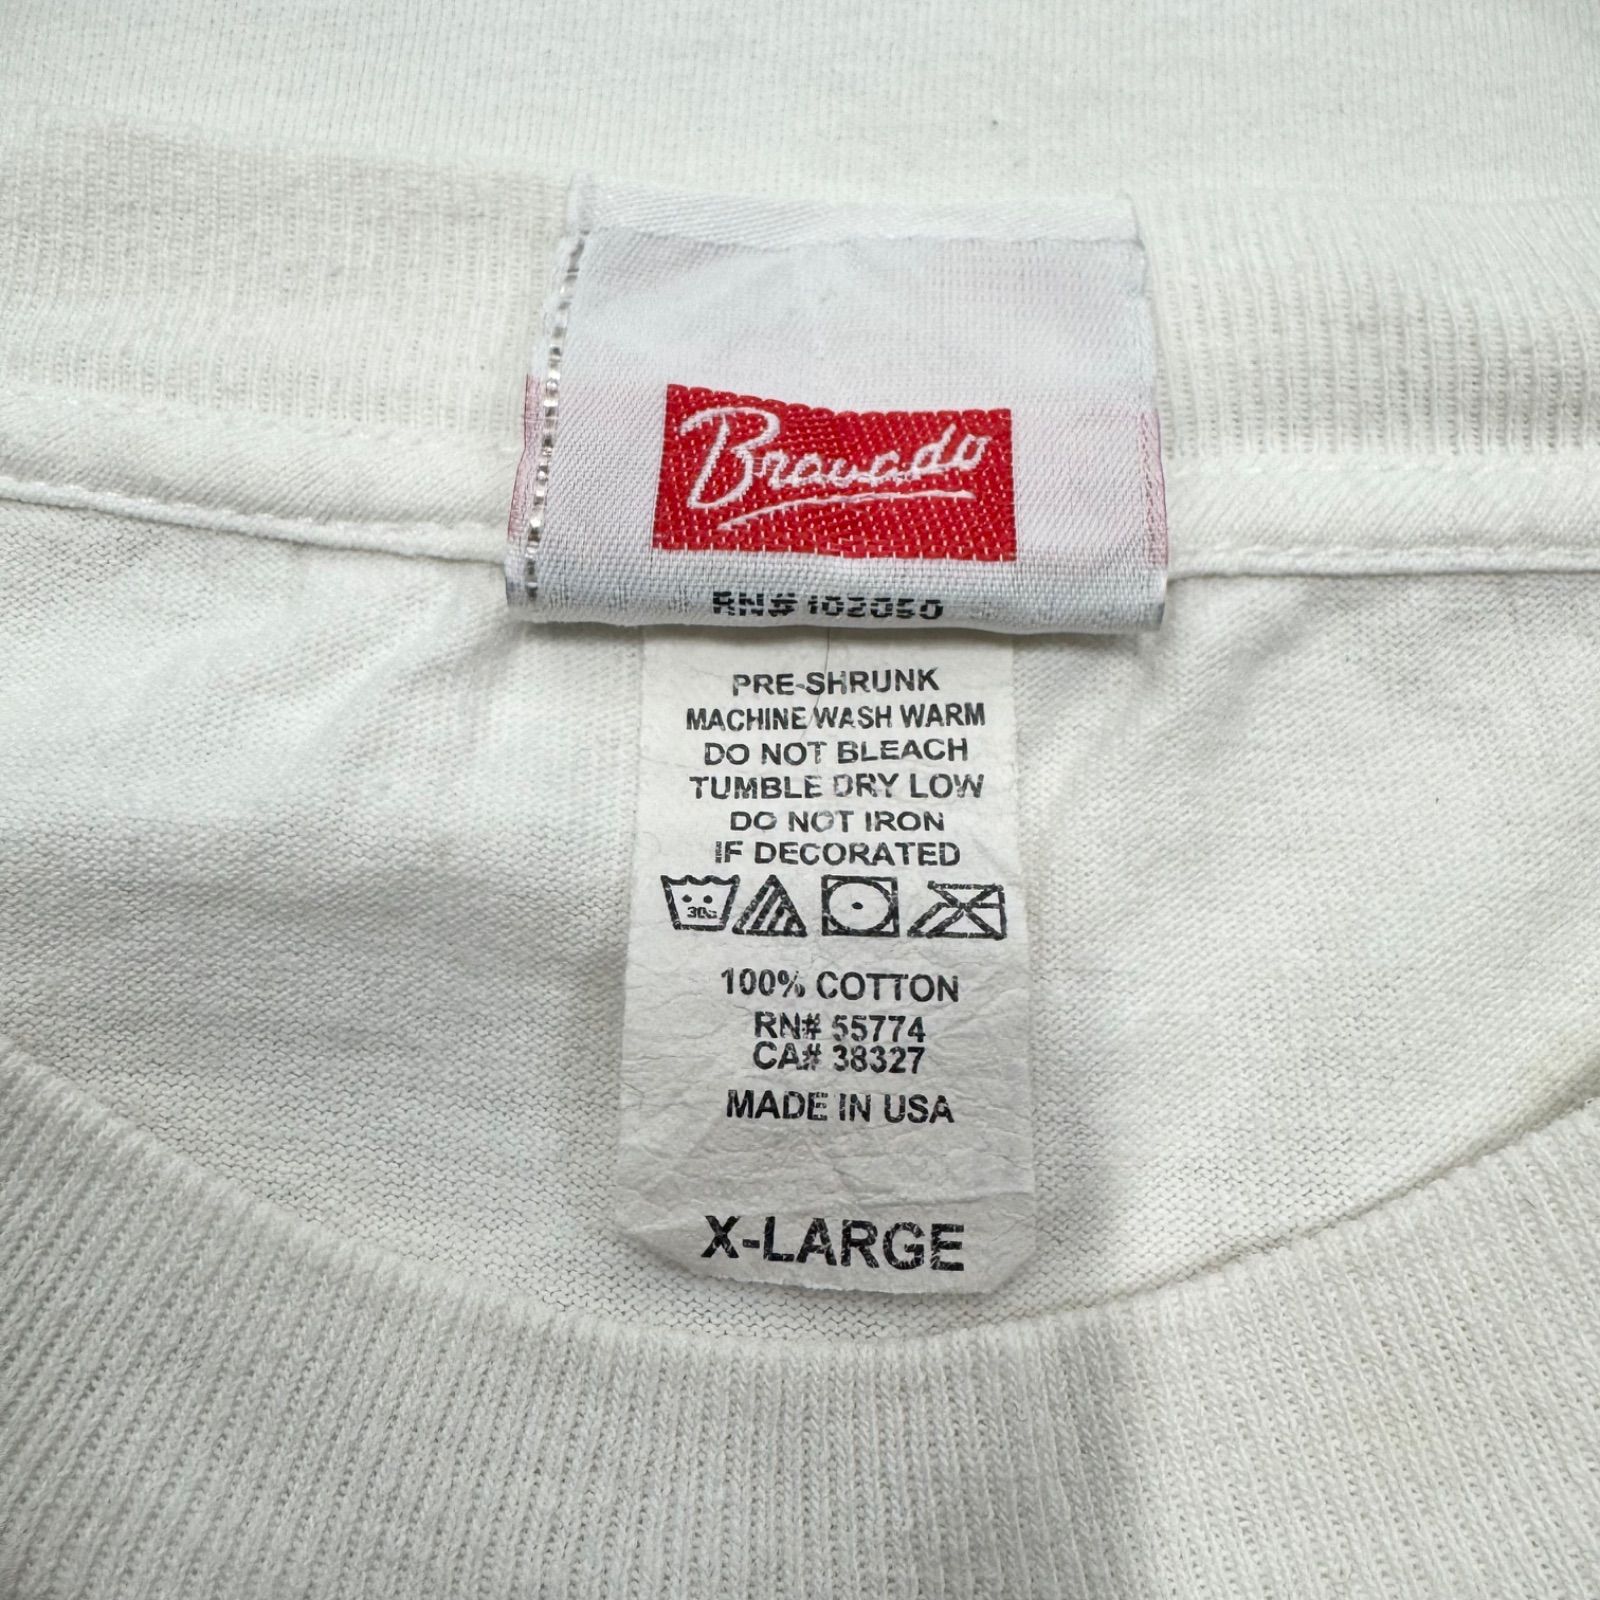 Bravado
RN# 102050
PRE-SHRUNK
MACHINE WASH WARM
DO NOT BLEACH
TUMBLE DRY LOW
DO NOT IRON
IF DECORATED
30c
100% COTTON
RN# 55774
CA# 38327
MADE IN USA
X-LARGE